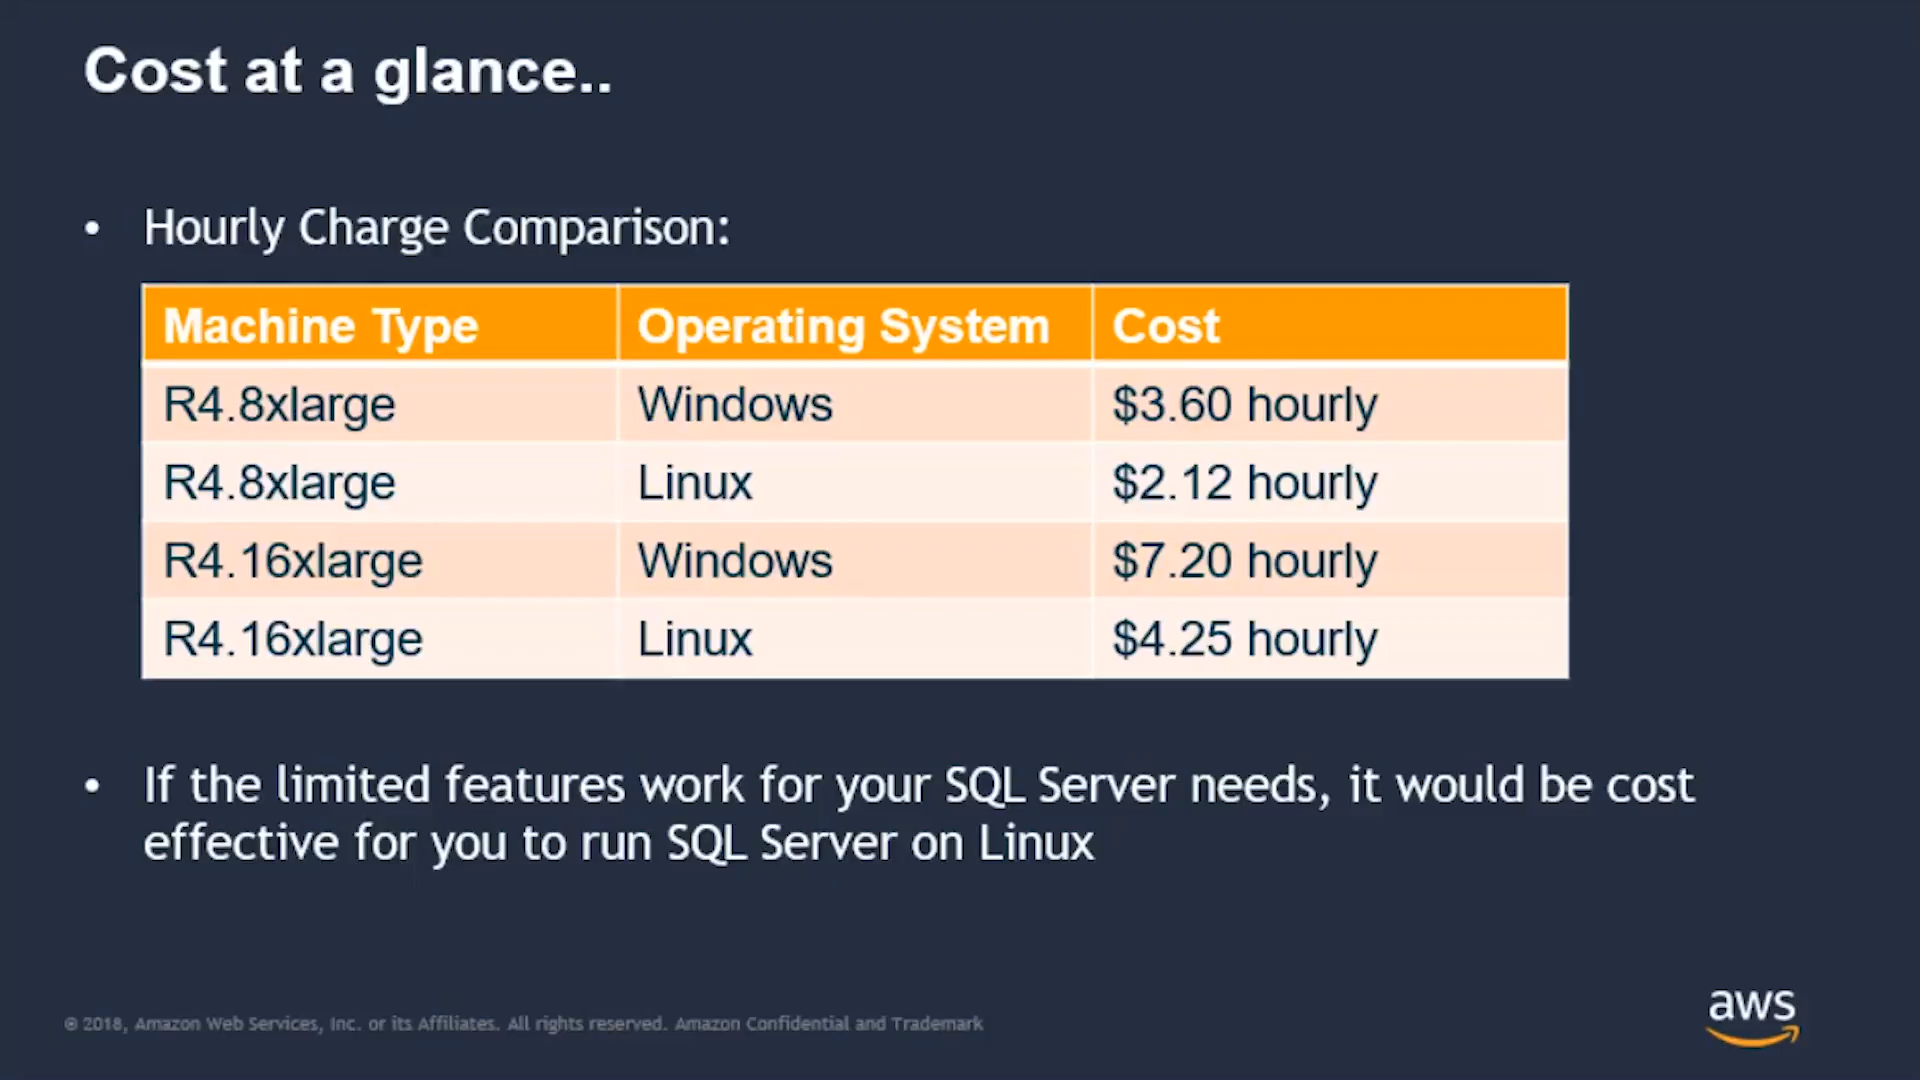 Cost at a glance..
• Hourly Charge Comparison:
Machine Type Operating System Cost
R4.8xlarge Windows $3.60 hourly
R4.8xlarge Linux $2.12 hourly
R4.16xlarge Windows $7.20 hourly
R4.16xlarge Linux $4.25 hourly
• If the limited features work for your SQL Server needs, it would be cost
effective for you to run SQL Server on Linux
© 2018, Amazon Web Services, Inc. or its Affiliates. All rights reserved. Amazon Confidential and Trademark
aws